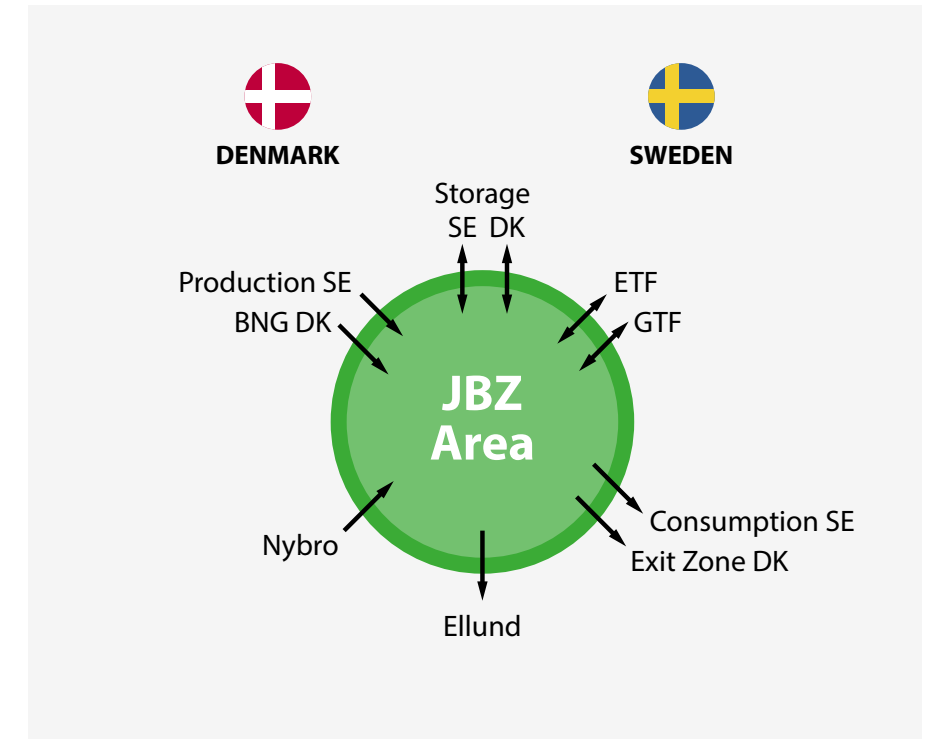 DENMARK
SWEDEN
Storage
SE DK
Production SE
ETF
BNG DK
GTF
JBZ
Area
Consumption SE
Nybro
Exit Zone DK
Ellund